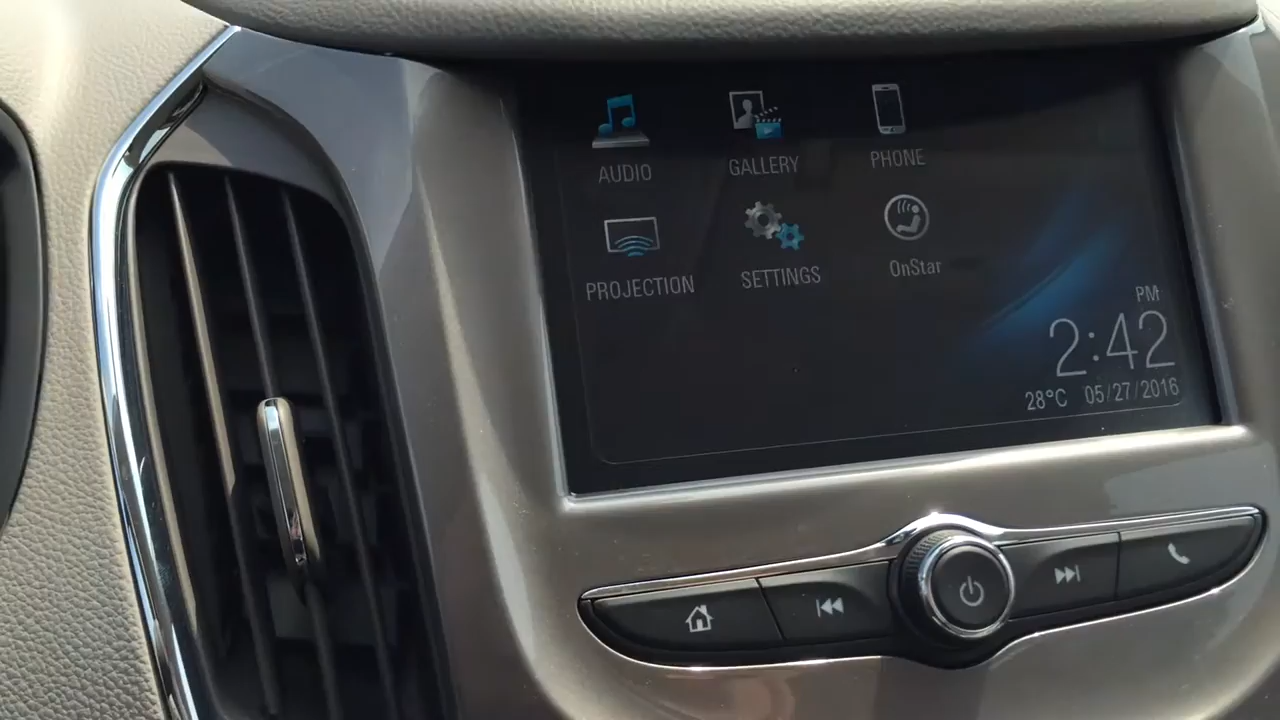 AUDIO GALLERY PHONE
PROJECTION SETTINGS OnStar
PM
2:42
28°C 05/27/2016